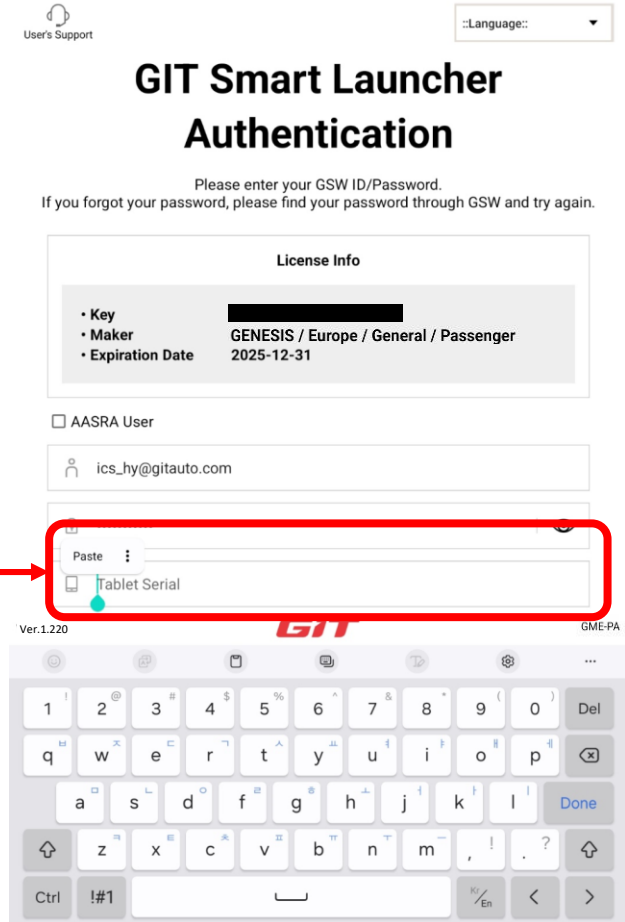 User's Support
::Language::
GIT Smart Launcher
Authentication
Please enter your GSW ID/Password.
If you forgot your password, please find your password through GSW and try again.
License Info
• Key
• Maker GENESIS / Europe / General / Passenger
• Expiration Date 2025-12-31
AASRA User
ics_hy@gitauto.com
Paste
Tablet Serial
Ver.1.220
GIT
GME-PA
1 ! 2 @ 3 # 4 $ 5 % 6 ^ 7 & 8 * 9 ( 0 ) Del
q ㅂ w ㅈ e ㄷ r ㄱ t ㅅ y ㅛ u ㅕ i ㅑ o ㅐ p ㅔ
a ㅁ s ㄴ d ㅇ f ㄹ g ㅎ h ㅗ j ㅓ k ㅏ l ㅣ Done
z ㅋ x ㅌ c ㅊ v ㅍ b ㅠ n ㅜ m ㅡ , ! . ?
Ctrl !#1 Kr/En < >